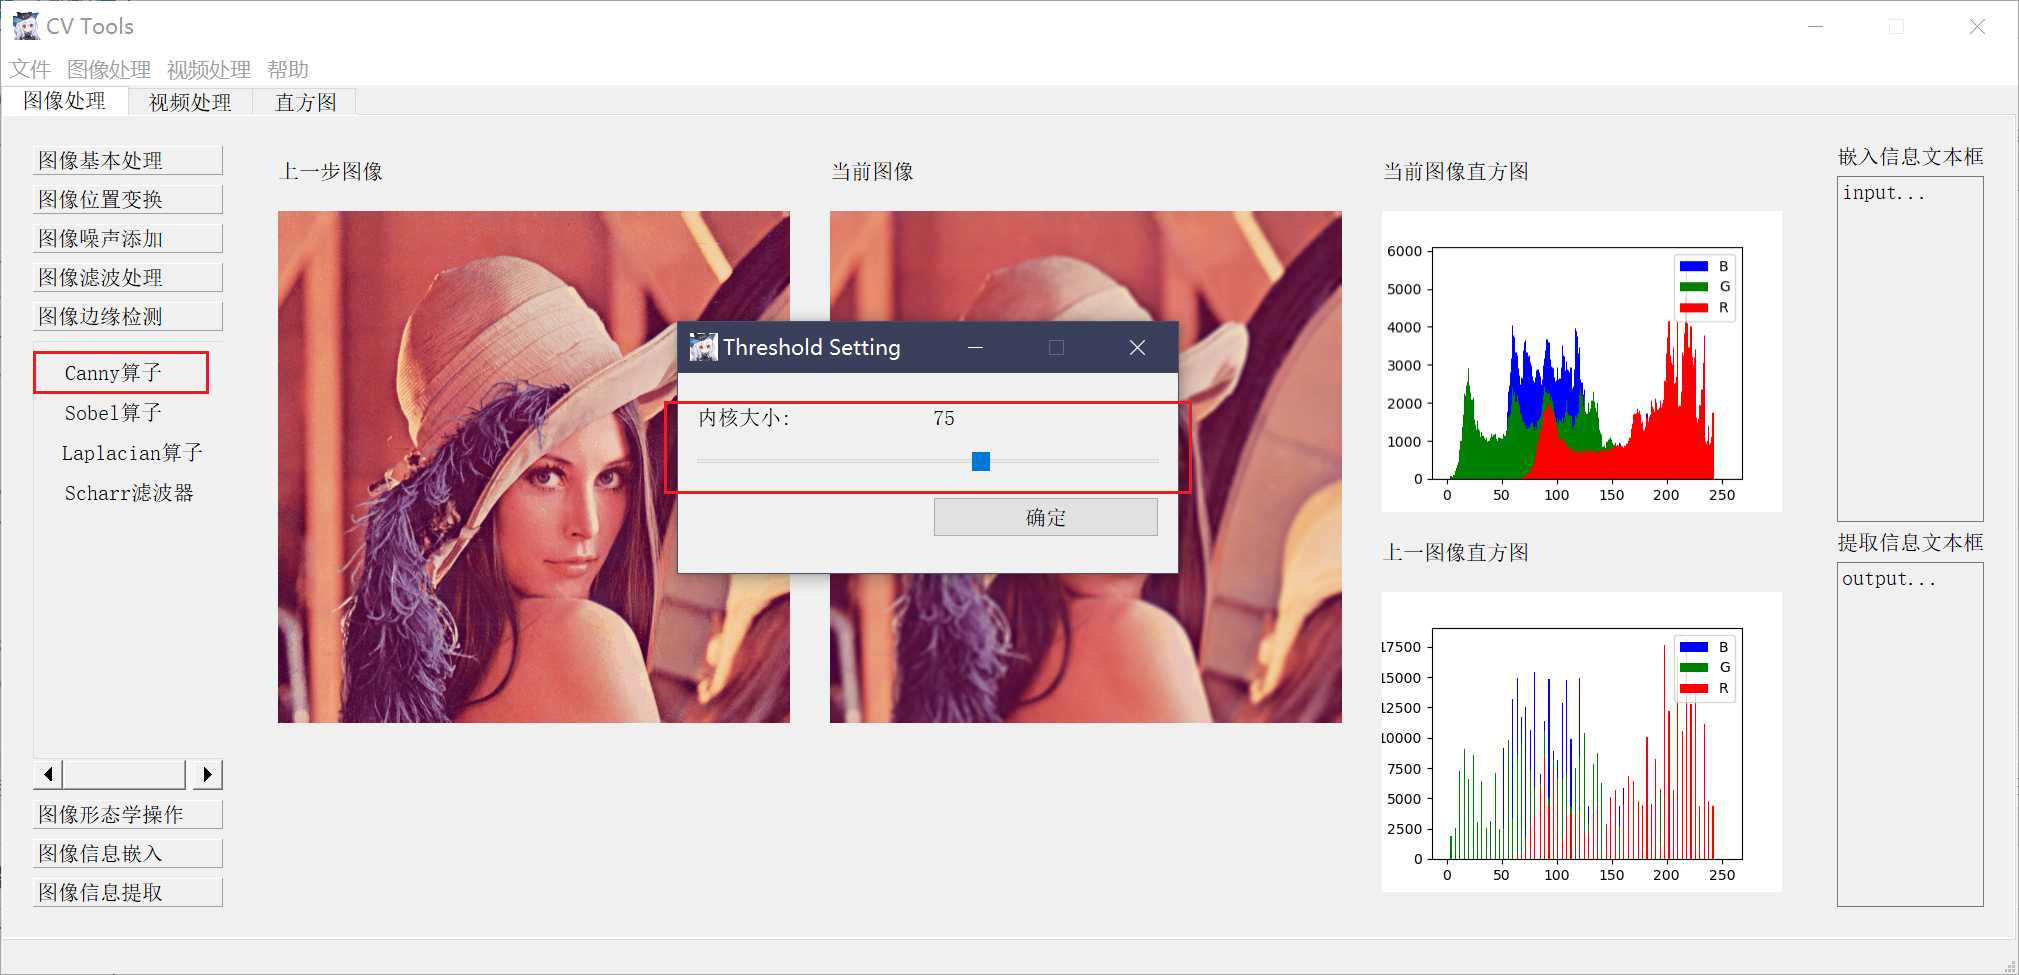 CV Tools
文件 图像处理 视频处理 帮助
图像处理 视频处理 直方图
图像基本处理
图像位置变换
图像噪声添加
图像滤波处理
图像边缘检测
Canny算子
Sobel算子
Laplacian算子
Scharr滤波器
图像形态学操作
图像信息嵌入
图像信息提取
上一步图像
当前图像
Threshold Setting
内核大小: 75
确定
当前图像直方图
6000
5000
4000
3000
2000
1000
0
0 50 100 150 200 250
B
G
R
上一图像直方图
17500
15000
12500
10000
7500
5000
2500
0
0 50 100 150 200 250
B
G
R
嵌入信息文本框
input...
提取信息文本框
output...